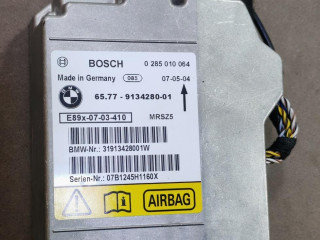 BOSCH 0 285 010 064
Made in Germany 085 07-05-04
65.77 - 9134280-01
E89x-07-03-410 MRSZ5
BMW-Nr.: 31913428001W
Serien-Nr.: 07B1245H1160X
AIRBAG